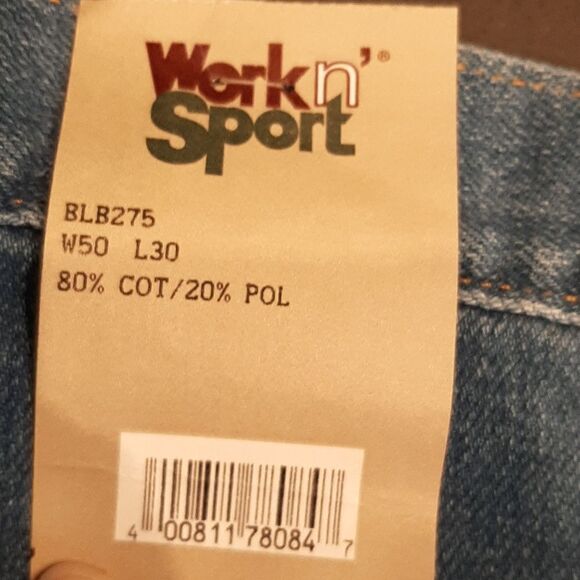 Work n'®
Sport
BLB275
W50 L30
80% COT/20% POL
4 00811 78084 7